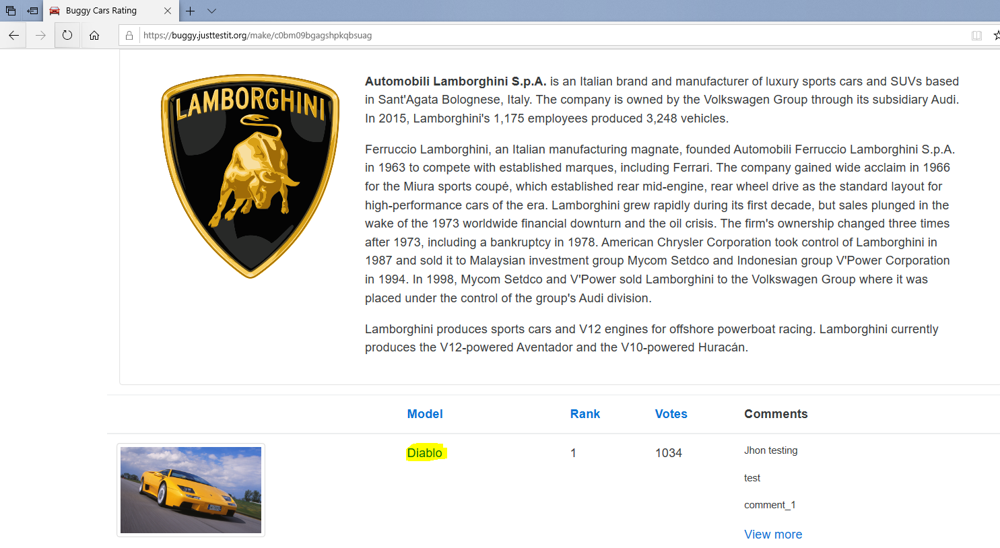 Buggy Cars Rating
https://buggy.justtestit.org/make/c0bm09bgagshpkqbsuag
LAMBORGHINI
Automobili Lamborghini S.p.A. is an Italian brand and manufacturer of luxury sports cars and SUVs based
in Sant'Agata Bolognese, Italy. The company is owned by the Volkswagen Group through its subsidiary Audi.
In 2015, Lamborghini's 1,175 employees produced 3,248 vehicles.
Ferruccio Lamborghini, an Italian manufacturing magnate, founded Automobili Ferruccio Lamborghini S.p.A.
in 1963 to compete with established marques, including Ferrari. The company gained wide acclaim in 1966
for the Miura sports coupé, which established rear mid-engine, rear wheel drive as the standard layout for
high-performance cars of the era. Lamborghini grew rapidly during its first decade, but sales plunged in the
wake of the 1973 worldwide financial downturn and the oil crisis. The firm's ownership changed three times
after 1973, including a bankruptcy in 1978. American Chrysler Corporation took control of Lamborghini in
1987 and sold it to Malaysian investment group Mycom Setdco and Indonesian group V'Power Corporation
in 1994. In 1998, Mycom Setdco and V'Power sold Lamborghini to the Volkswagen Group where it was
placed under the control of the group's Audi division.
Lamborghini produces sports cars and V12 engines for offshore powerboat racing. Lamborghini currently
produces the V12-powered Aventador and the V10-powered Huracán.
Model Rank Votes Comments
Diablo 1 1034 Jhon testing
test
comment_1
View more